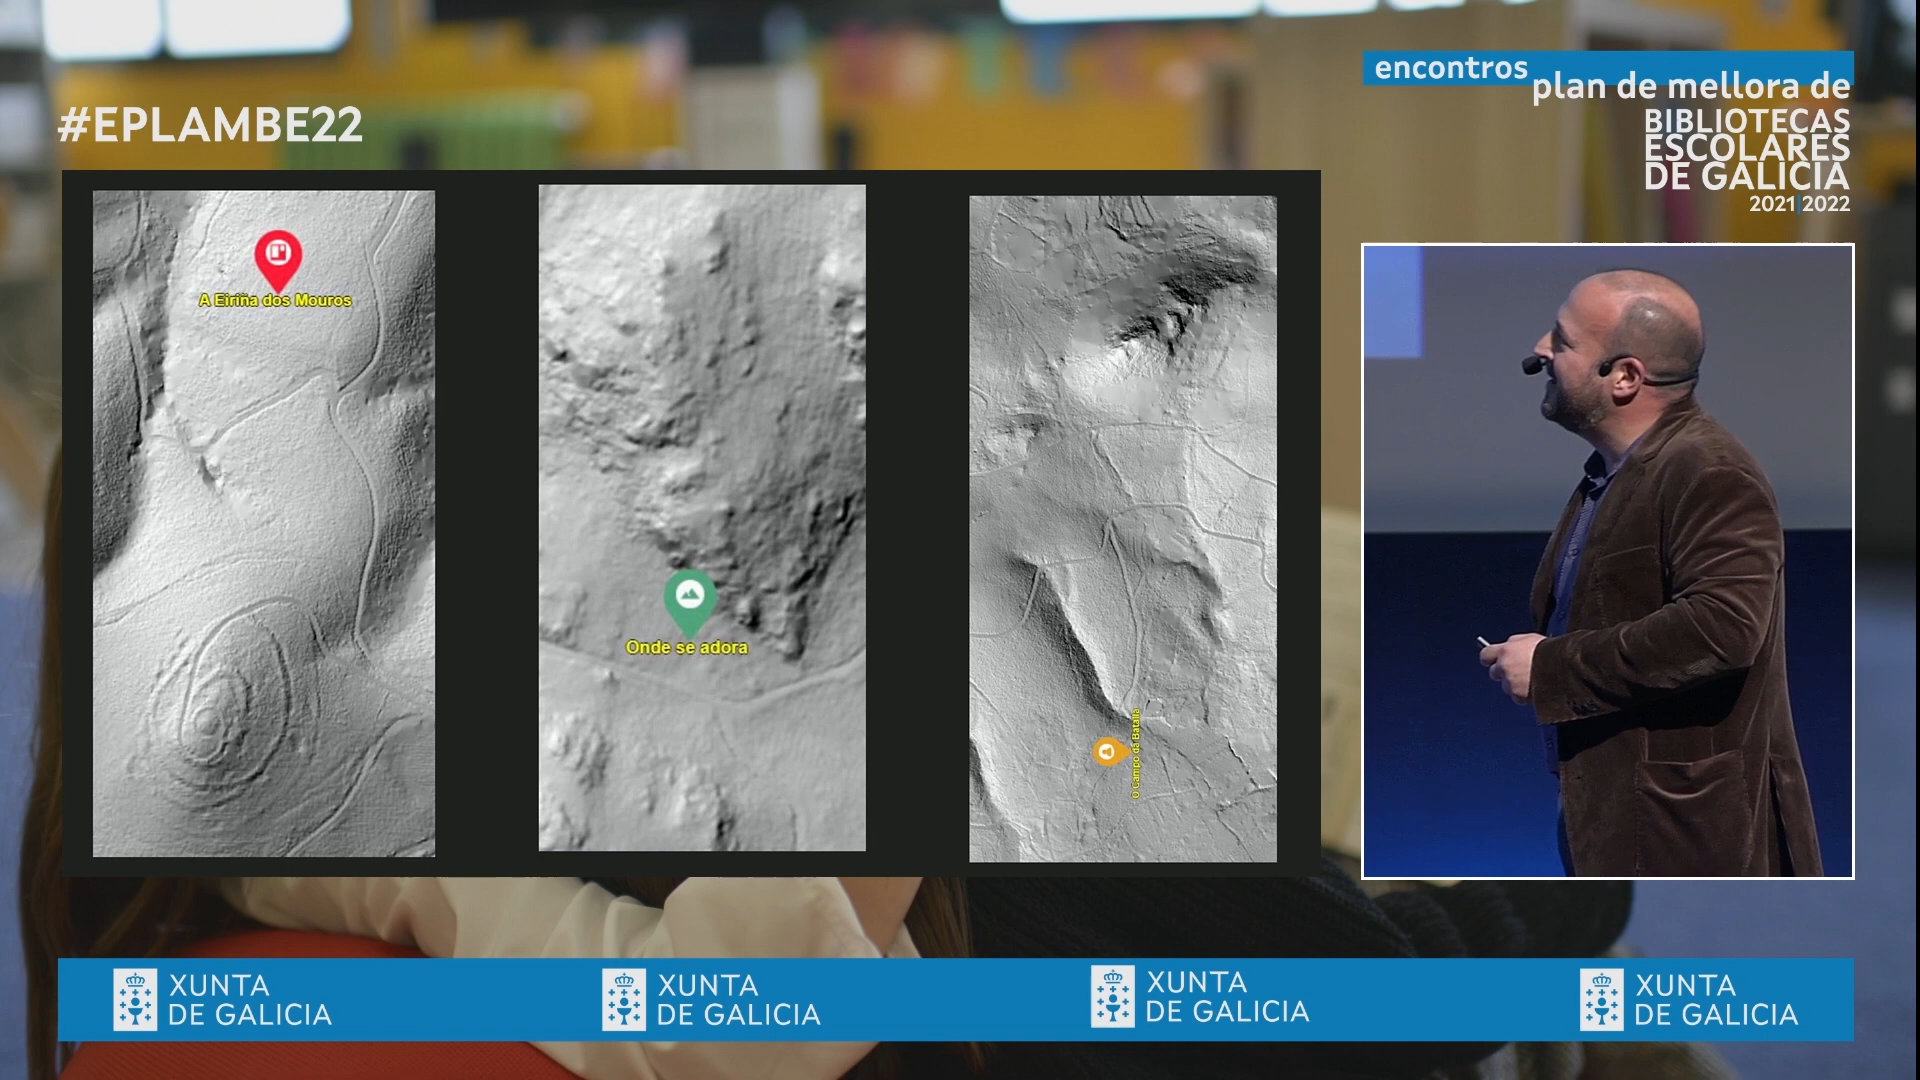 #EPLAMBE22
encontros
plan de mellora de
BIBLIOTECAS
ESCOLARES
DE GALICIA
2021|2022
A Eiriña dos Mouros
Onde se adora
O Campo da Batalla
XUNTA
DE GALICIA
XUNTA
DE GALICIA
XUNTA
DE GALICIA
XUNTA
DE GALICIA